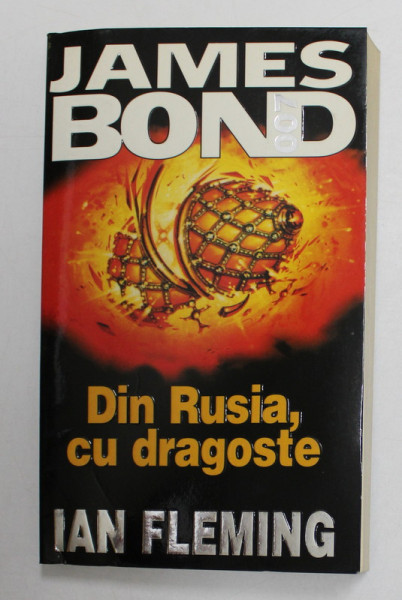 JAMES
BOND
007
Din Rusia,
cu dragoste
IAN FLEMING